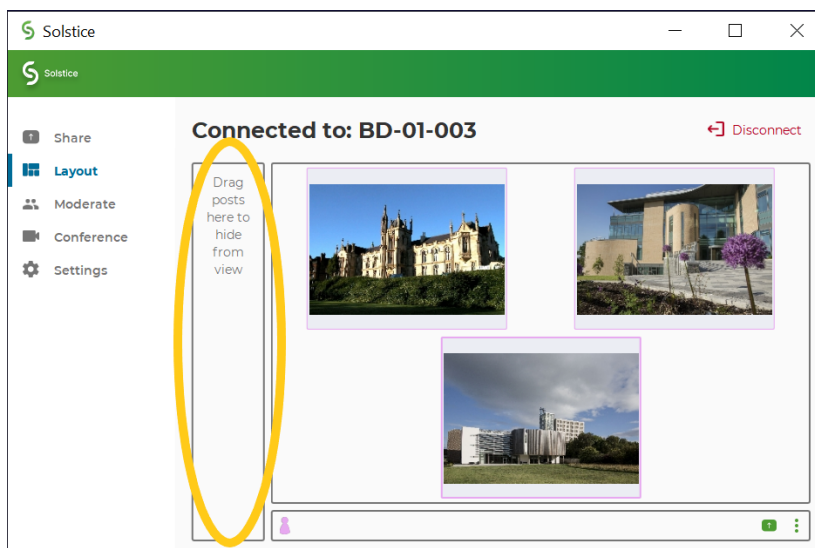 Solstice
Solstice
Share
Layout
Moderate
Conference
Settings
Connected to: BD-01-003
Disconnect
Drag
posts
here to
hide
from
view